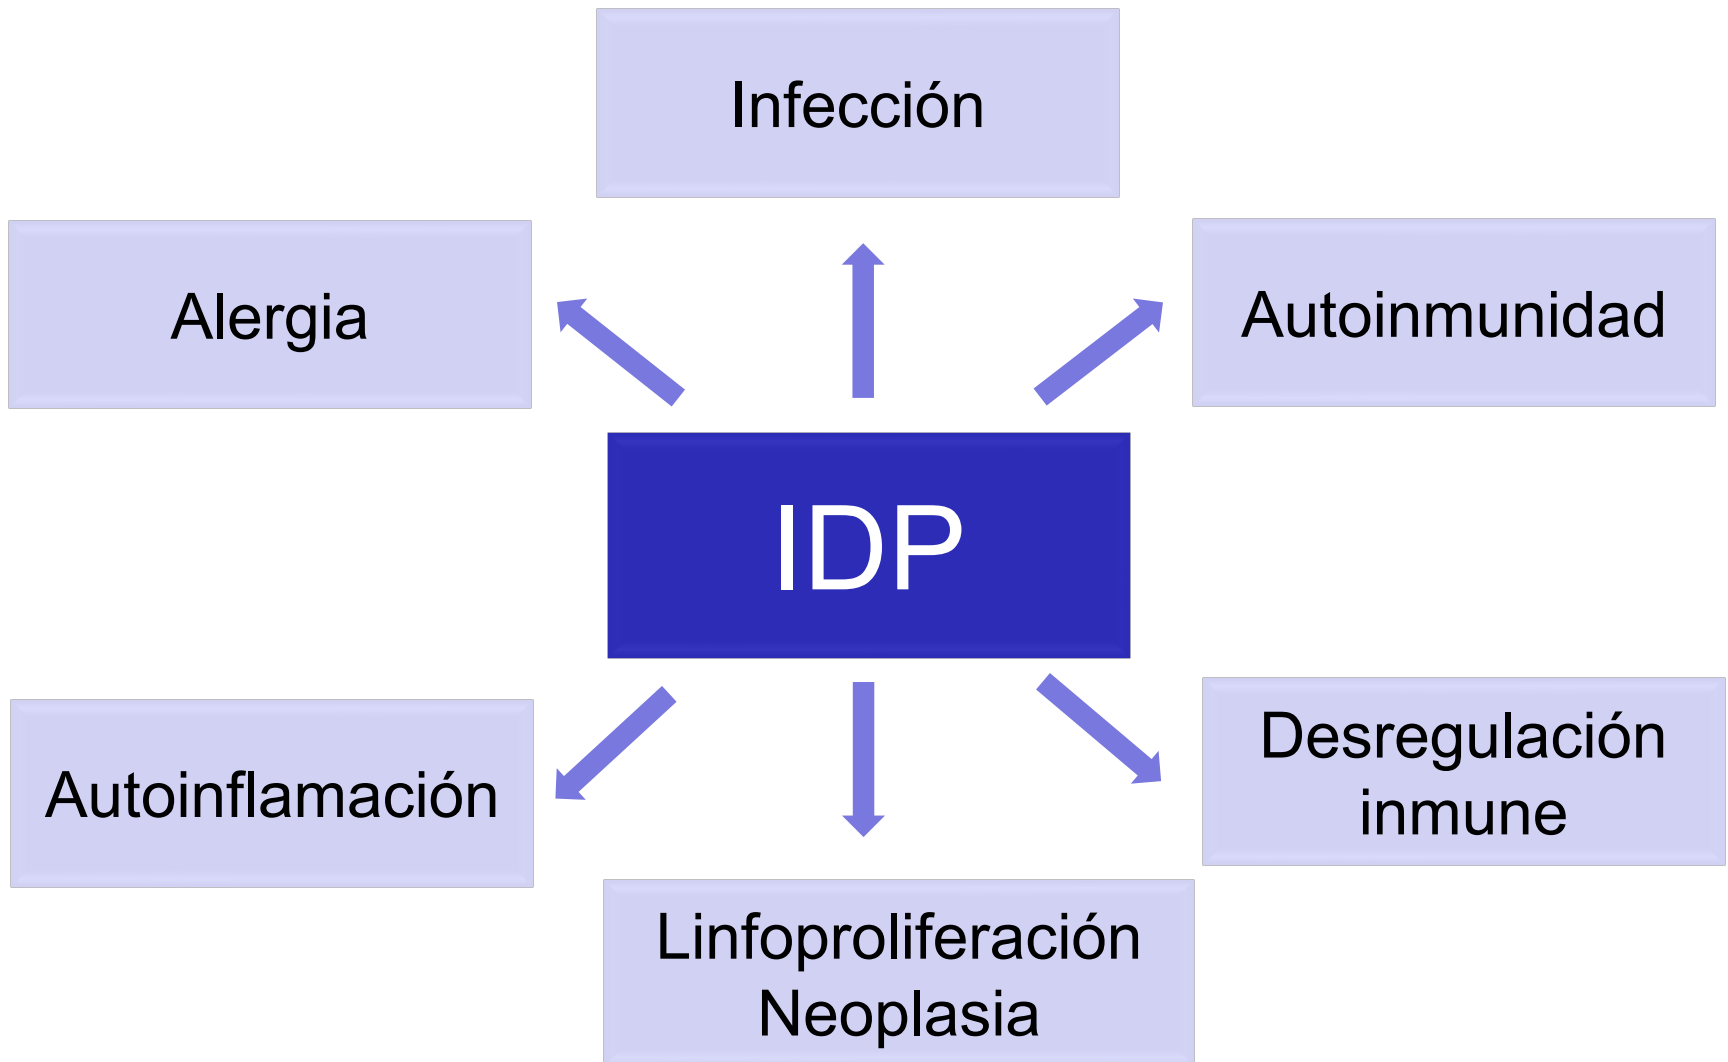 Infección
Alergia
Autoinmunidad
IDP
Autoinflamación
Desregulación
inmune
Linfoproliferación
Neoplasia